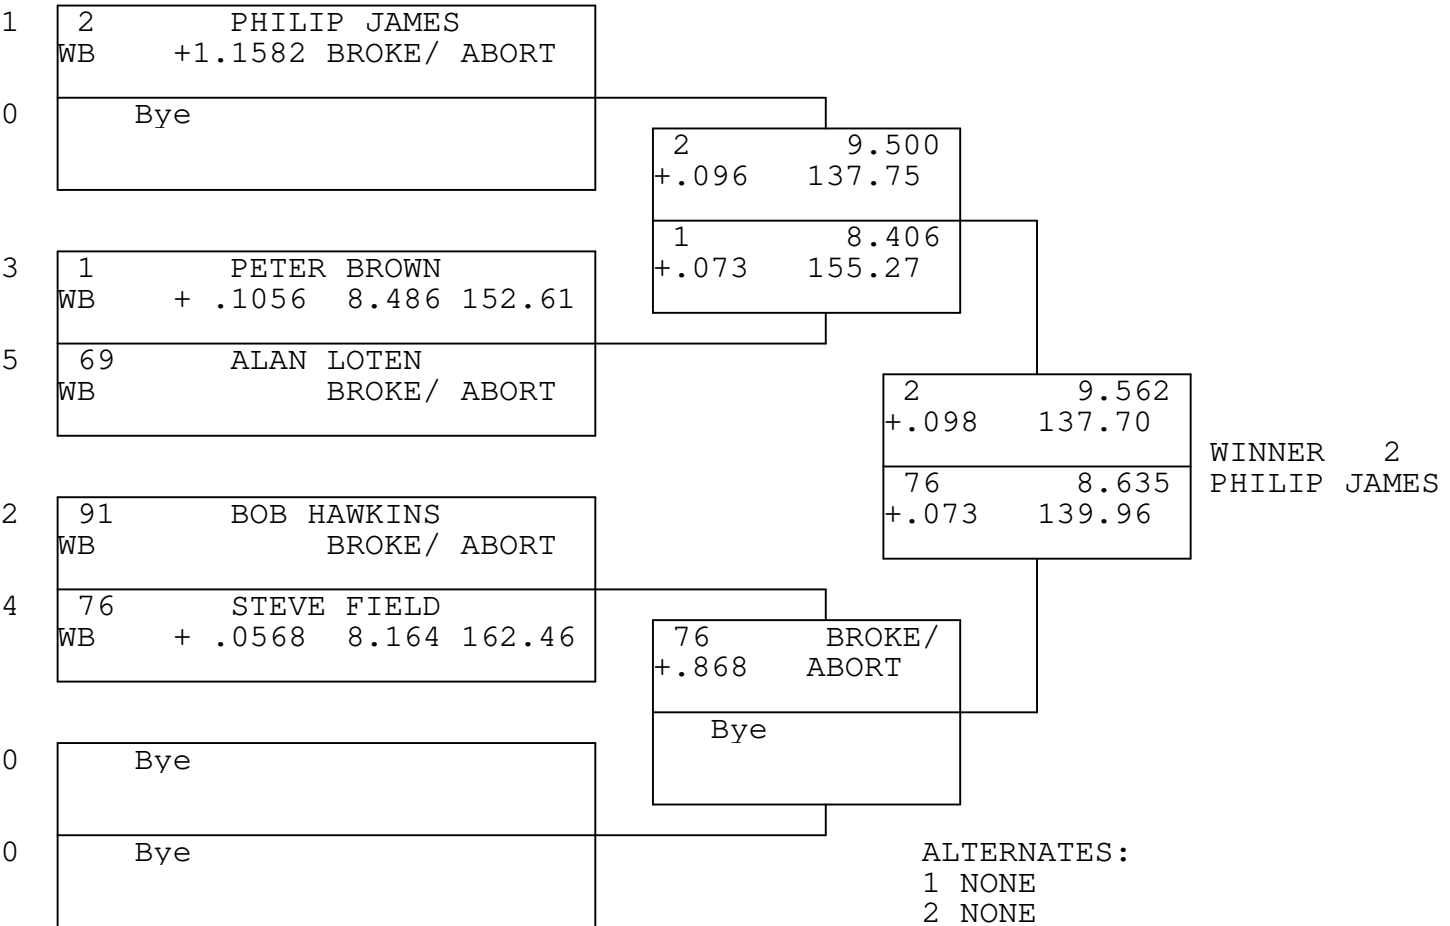 1 2 PHILIP JAMES
WB +1.1582 BROKE/ ABORT
0 Bye
2 9.500
+.096 137.75
1 8.406
+.073 155.27
3 1 PETER BROWN
WB + .1056 8.486 152.61
5 69 ALAN LOTEN
WB BROKE/ ABORT
2 9.562
+.098 137.70
76 8.635
+.073 139.96
WINNER 2
PHILIP JAMES
2 91 BOB HAWKINS
WB BROKE/ ABORT
4 76 STEVE FIELD
WB + .0568 8.164 162.46
76 BROKE/
+.868 ABORT
Bye
0 Bye
0 Bye
ALTERNATES:
1 NONE
2 NONE